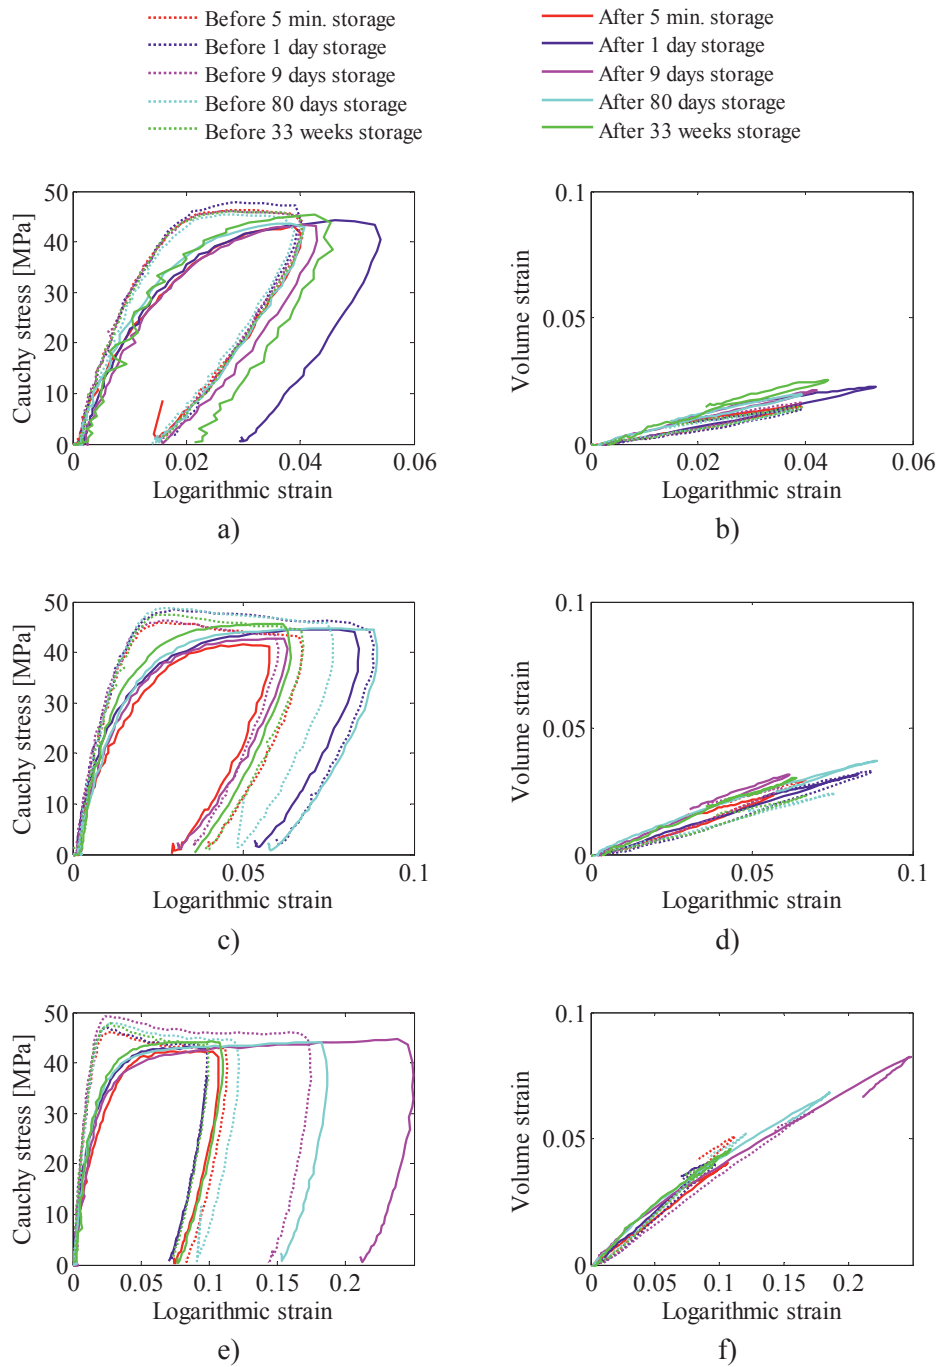 Before 5 min. storage
Before 1 day storage
Before 9 days storage
Before 80 days storage
Before 33 weeks storage
After 5 min. storage
After 1 day storage
After 9 days storage
After 80 days storage
After 33 weeks storage
Cauchy stress [MPa]
50
40
30
20
10
0
0 0.02 0.04 0.06
Logarithmic strain
a)
Volume strain
0.1
0.05
0
0 0.02 0.04 0.06
Logarithmic strain
b)
Cauchy stress [MPa]
50
40
30
20
10
0
0 0.05 0.1
Logarithmic strain
c)
Volume strain
0.1
0.05
0
0 0.05 0.1
Logarithmic strain
d)
Cauchy stress [MPa]
50
40
30
20
10
0
0 0.05 0.1 0.15 0.2
Logarithmic strain
e)
Volume strain
0.1
0.05
0
0 0.05 0.1 0.15 0.2
Logarithmic strain
f)